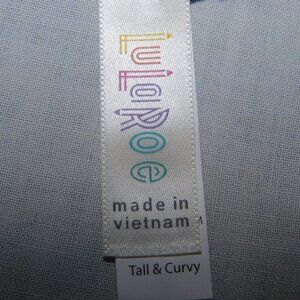 LuLaRoe
made in
vietnam
Tall & Curvy